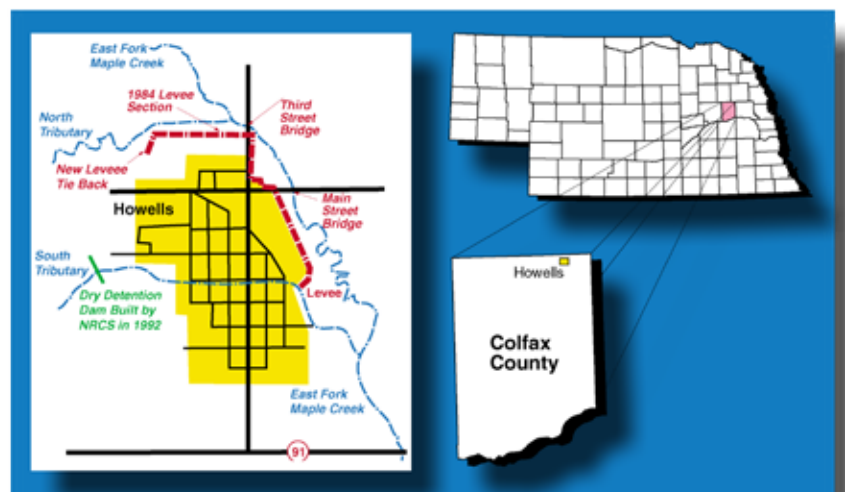 East Fork
Maple Creek
1984 Levee
Section
Third
Street
Bridge
North
Tributary
New Leveee
Tie Back
Howells
Main
Street
Bridge
South
Tributary
Levee
Dry Detention
Dam Built by
NRCS in 1992
East Fork
Maple Creek
91
Howells
Colfax
County